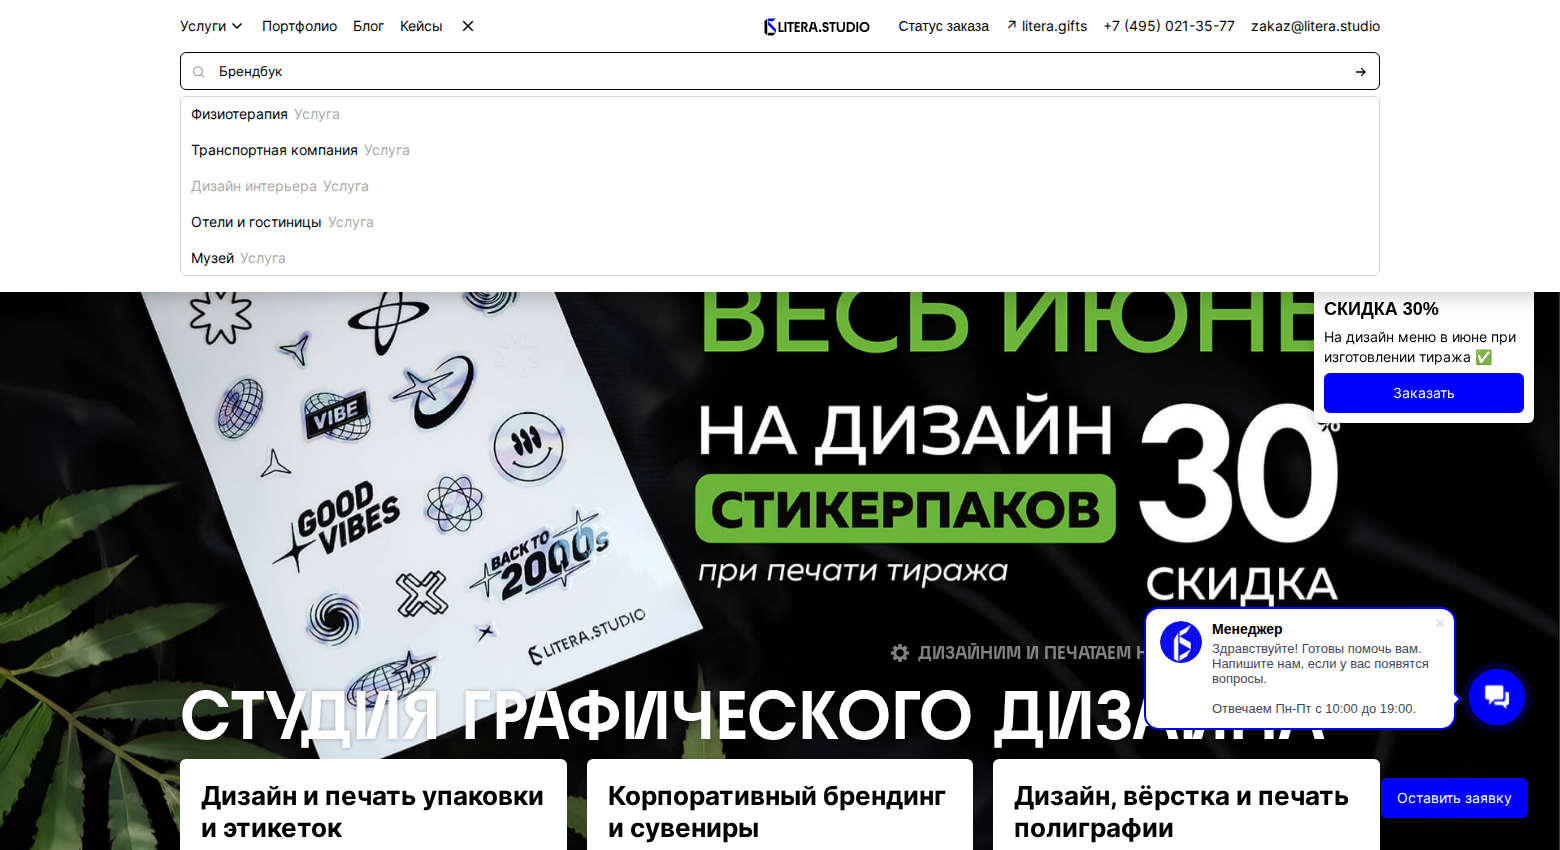 Услуги Портфолио Блог Кейсы LITERA.STUDIO Статус заказа litera.gifts +7 (495) 021-35-77 zakaz@litera.studio
Брендбук
Физиотерапия Услуга
Транспортная компания Услуга
Дизайн интерьера Услуга
Отели и гостиницы Услуга
Музей Услуга
ВЕСЬ ИЮНЕ
СКИДКА 30%
На дизайн меню в июне при
изготовлении тиража ✅
Заказать
НА ДИЗАЙН
30%
СТИКЕРПАКОВ
при печати тиража
СКИДКА
VIBE
GOOD
VIBES
BACK TO
2000s
LITERA.STUDIO
Менеджер
Здравствуйте! Готовы помочь вам.
Напишите нам, если у вас появятся
вопросы.
Отвечаем Пн-Пт с 10:00 до 19:00.
ДИЗАЙНИМ И ПЕЧАТАЕМ
СТУДИЯ ГРАФИЧЕСКОГО ДИЗАЙНА
Дизайн и печать упаковки
и этикеток
Корпоративный брендинг
и сувениры
Дизайн, вёрстка и печать
полиграфии
Оставить заявку